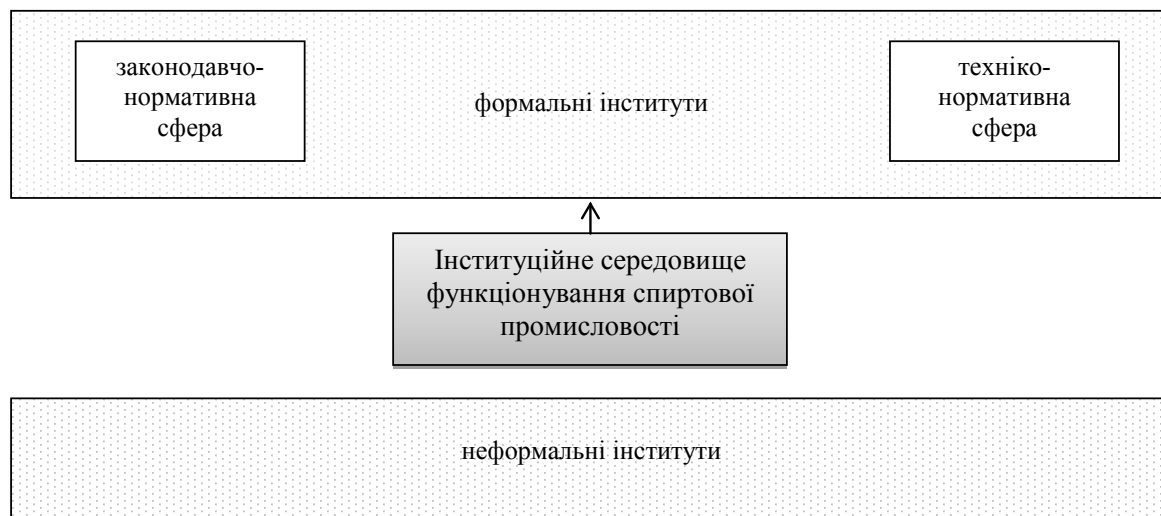 законодавчо-
нормативна
сфера
формальні інститути
техніко-
нормативна
сфера
Інституційне середовище
функціонування спиртової
промисловості
неформальні інститути